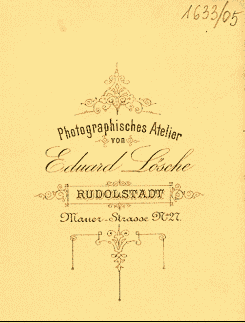 1633/05
Photographisches Atelier
von
Eduard Lösche
RUDOLSTADT
Mauer-Strasse No 27.